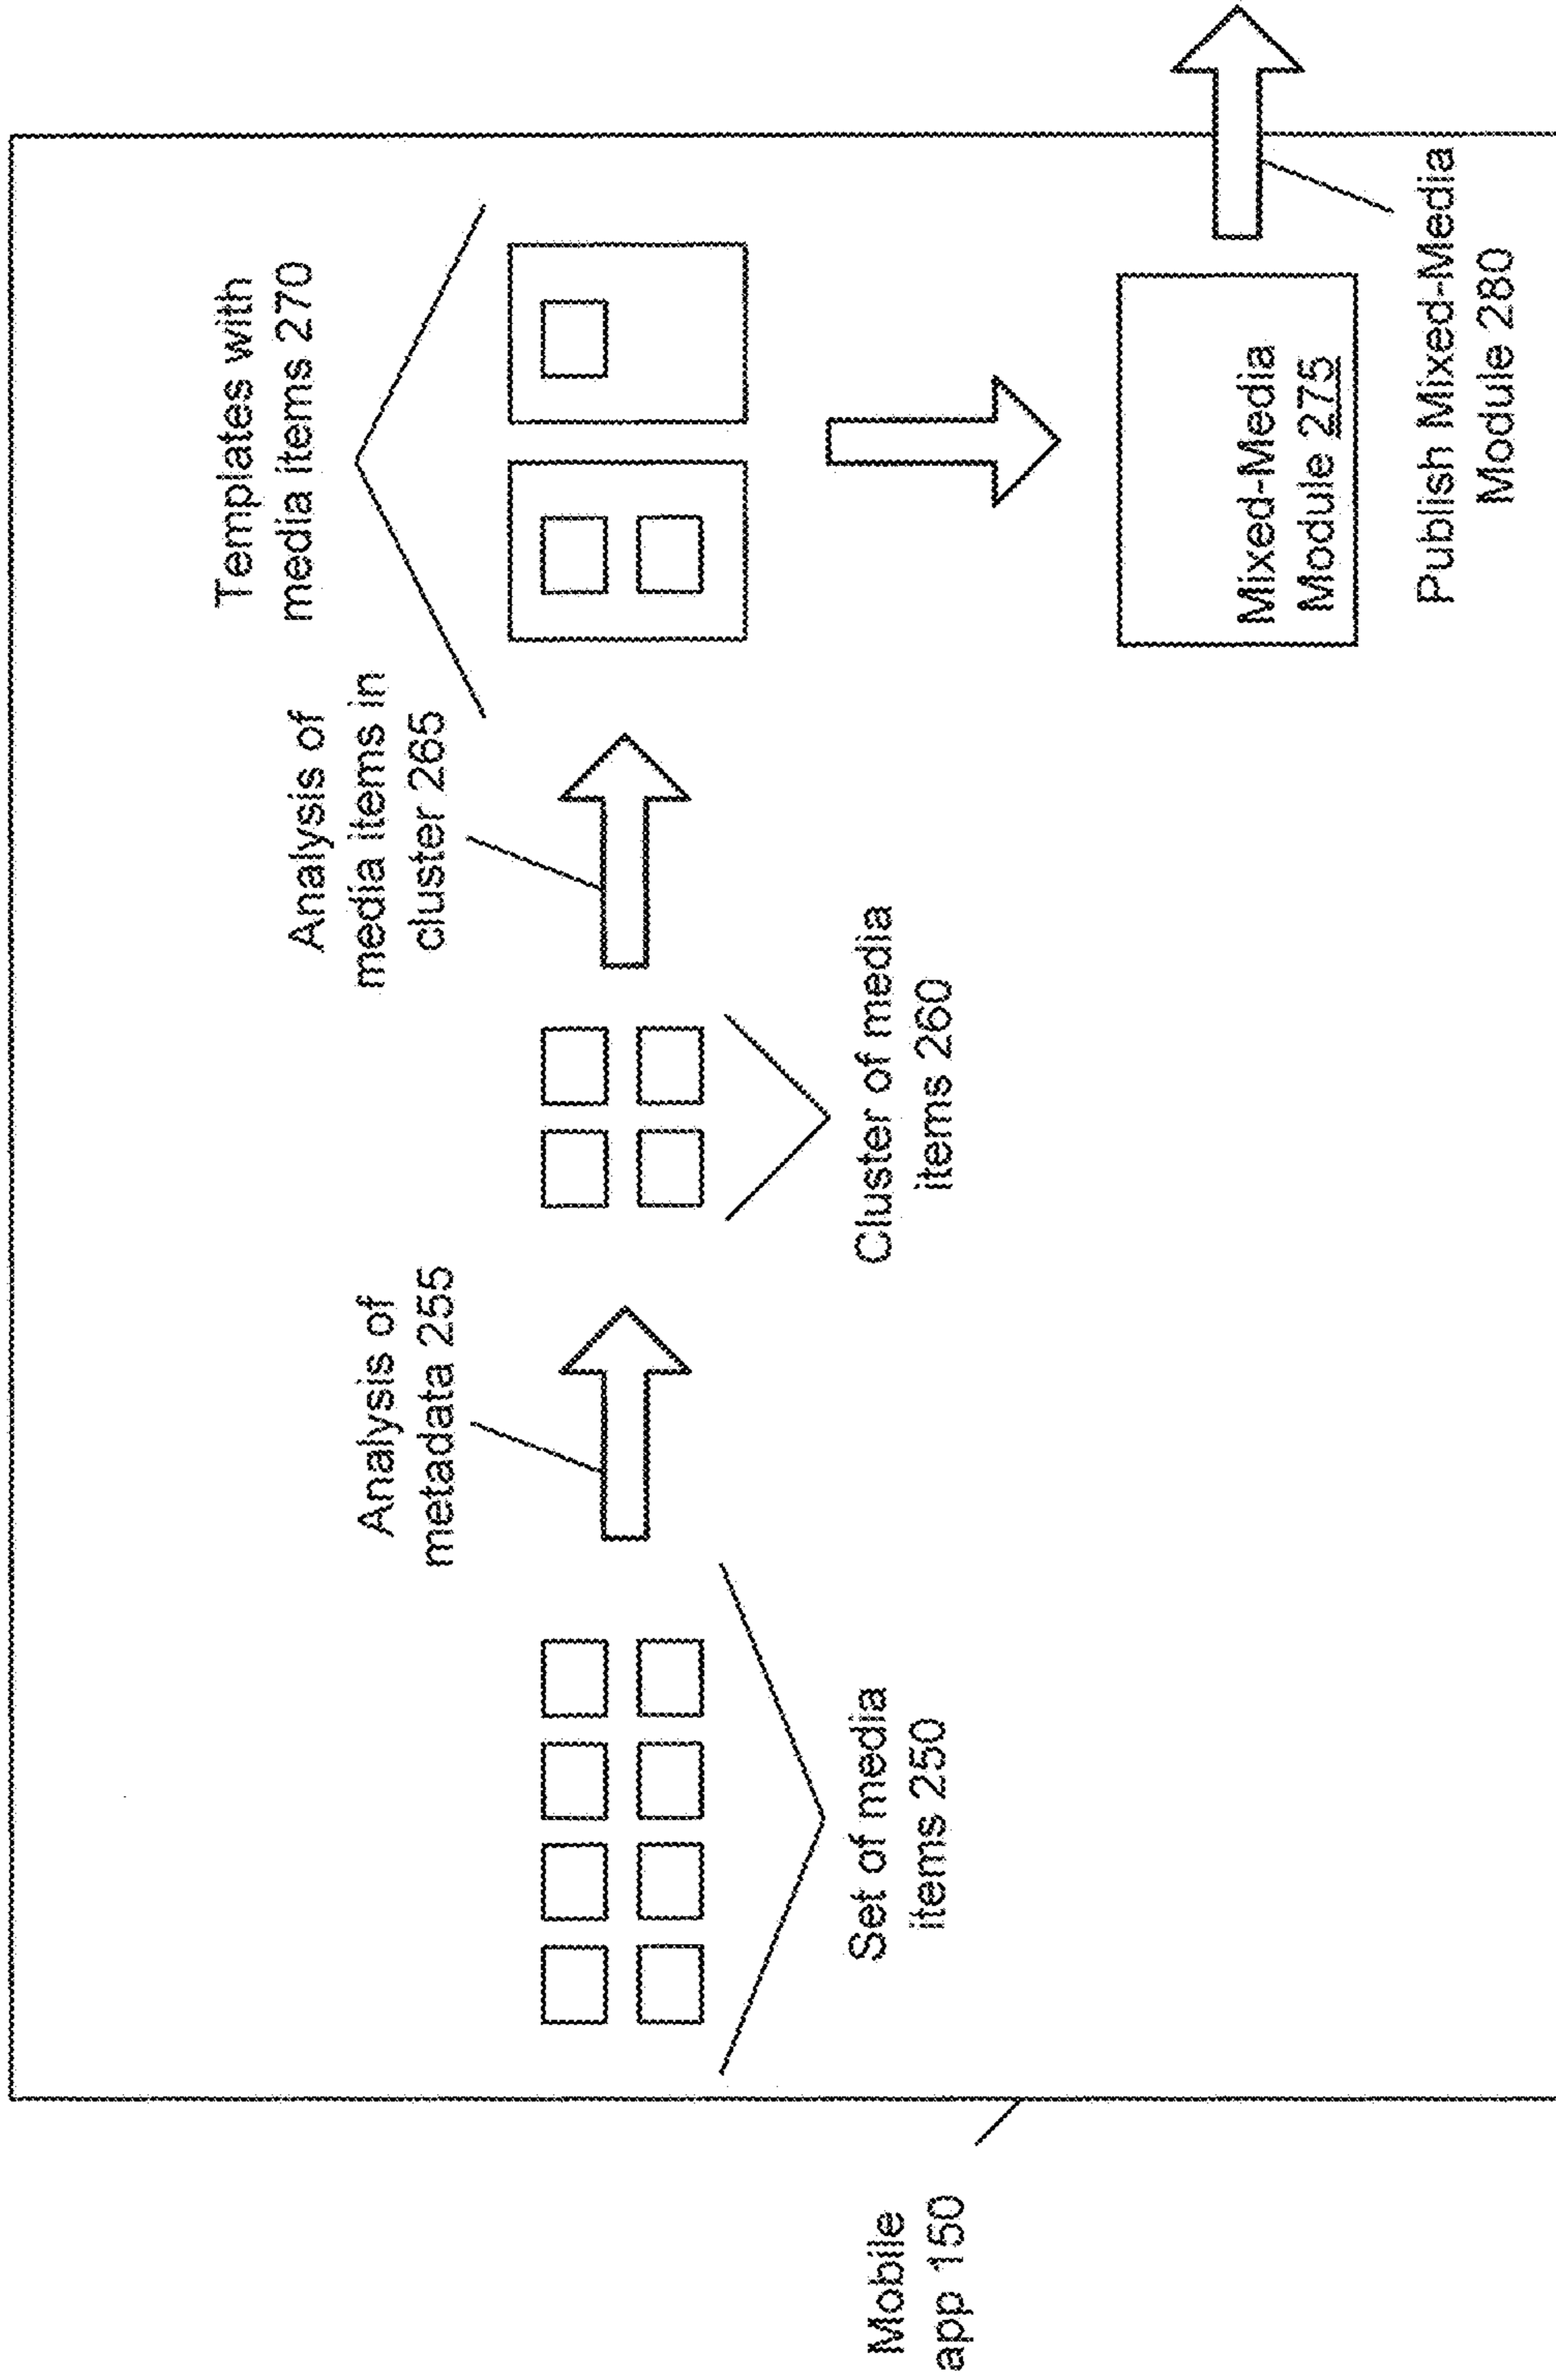 Mobile
app 150
Set of media
items 250
Analysis of
metadata 255
Cluster of media
items 260
Analysis of
media items in
cluster 265
Templates with
media items 270
Mixed-Media
Module 275
Publish Mixed-Media
Module 280